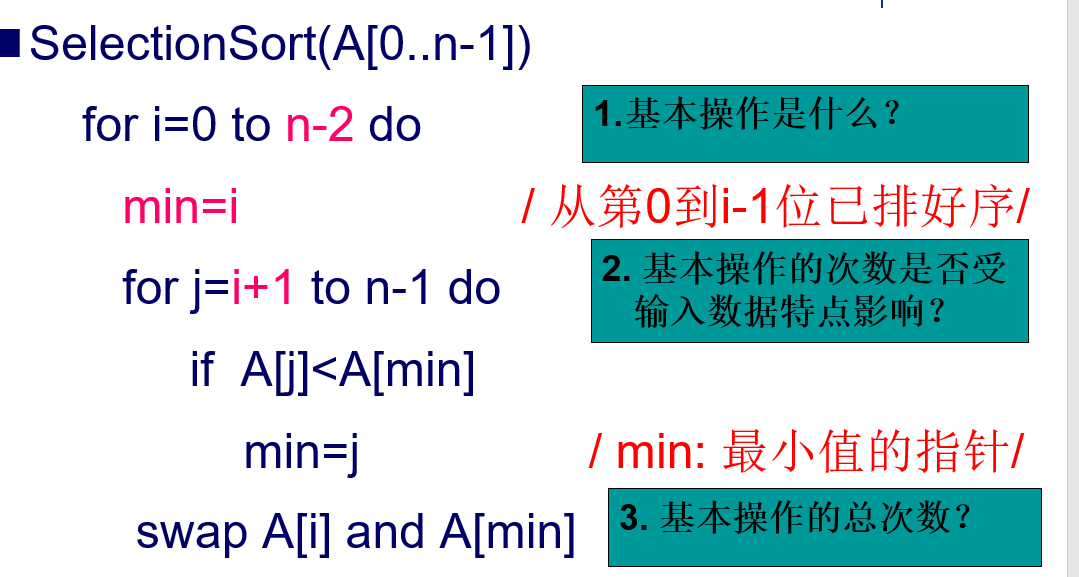 SelectionSort(A[0..n-1])
for i=0 to n-2 do
1.基本操作是什么?
min=i
/ 从第0到i-1位已排好序/
for j=i+1 to n-1 do
2. 基本操作的次数是否受
输入数据特点影响?
if A[j]<A[min]
min=j
/ min: 最小值的指针/
swap A[i] and A[min]
3. 基本操作的总次数?